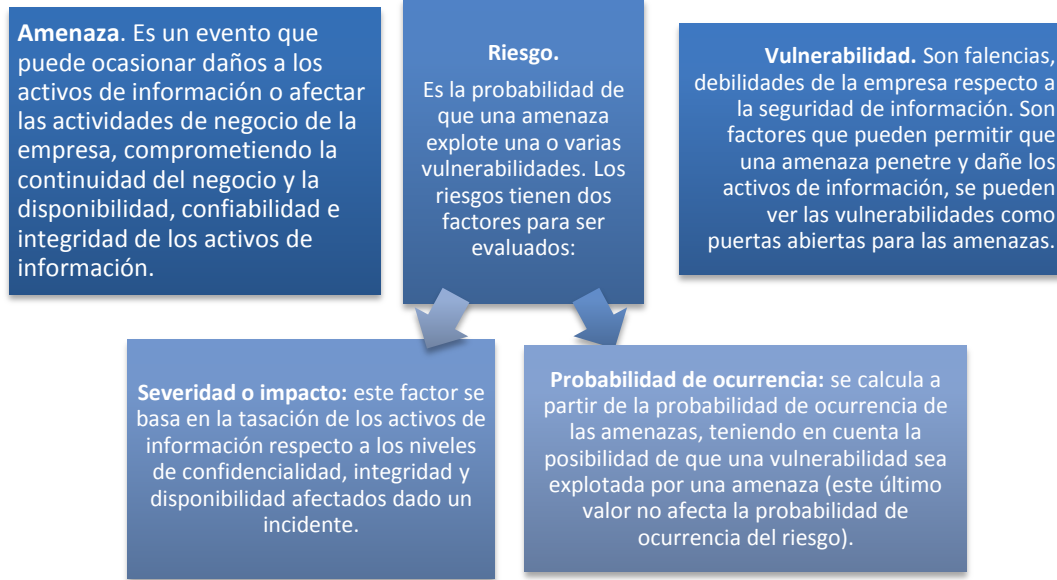 Amenaza. Es un evento que
puede ocasionar daños a los
activos de información o afectar
las actividades de negocio de la
empresa, comprometiendo la
continuidad del negocio y la
disponibilidad, confiabilidad e
integridad de los activos de
información.
Riesgo.
Es la probabilidad de
que una amenaza
explote una o varias
vulnerabilidades. Los
riesgos tienen dos
factores para ser
evaluados:
Vulnerabilidad. Son falencias,
debilidades de la empresa respecto a
la seguridad de información. Son
factores que pueden permitir que
una amenaza penetre y dañe los
activos de información, se pueden
ver las vulnerabilidades como
puertas abiertas para las amenazas.
Severidad o impacto: este factor se
basa en la tasación de los activos de
información respecto a los niveles
de confidencialidad, integridad y
disponibilidad afectados dado un
incidente.
Probabilidad de ocurrencia: se calcula a
partir de la probabilidad de ocurrencia de
las amenazas, teniendo en cuenta la
posibilidad de que una vulnerabilidad sea
explotada por una amenaza (este último
valor no afecta la probabilidad de
ocurrencia del riesgo).